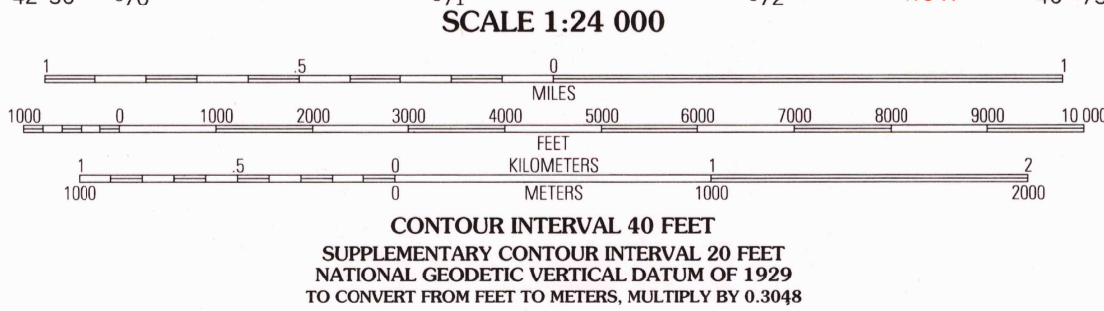 SCALE 1:24 000
1 .5 0 1
MILES
1000 0 1000 2000 3000 4000 5000 6000 7000 8000 9000 10 000
FEET
1 .5 0 KILOMETERS 1 2
1000 0 METERS 1000 2000
CONTOUR INTERVAL 40 FEET
SUPPLEMENTARY CONTOUR INTERVAL 20 FEET
NATIONAL GEODETIC VERTICAL DATUM OF 1929
TO CONVERT FROM FEET TO METERS, MULTIPLY BY 0.3048